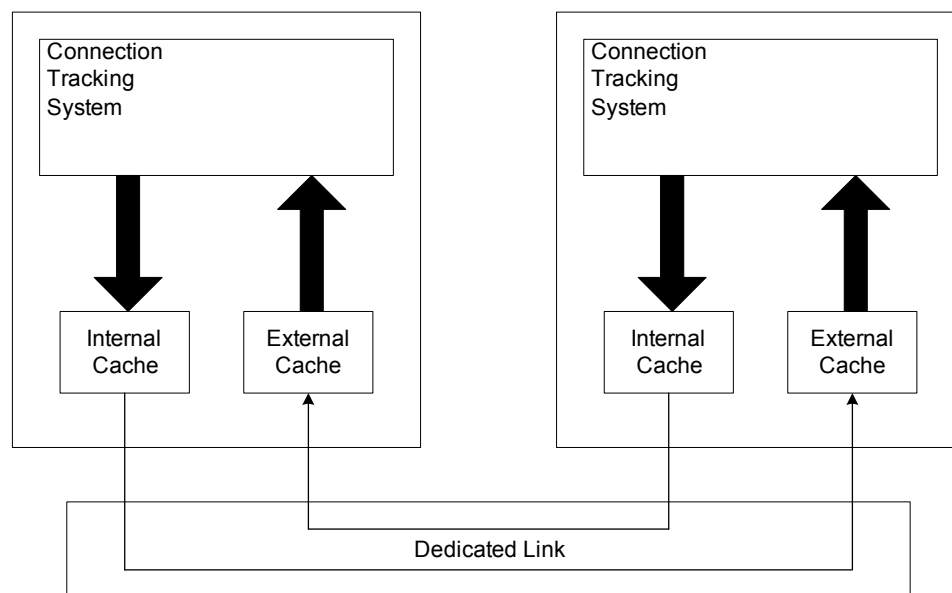 Connection
Tracking
System
Connection
Tracking
System
Internal
Cache
External
Cache
Internal
Cache
External
Cache
Dedicated Link